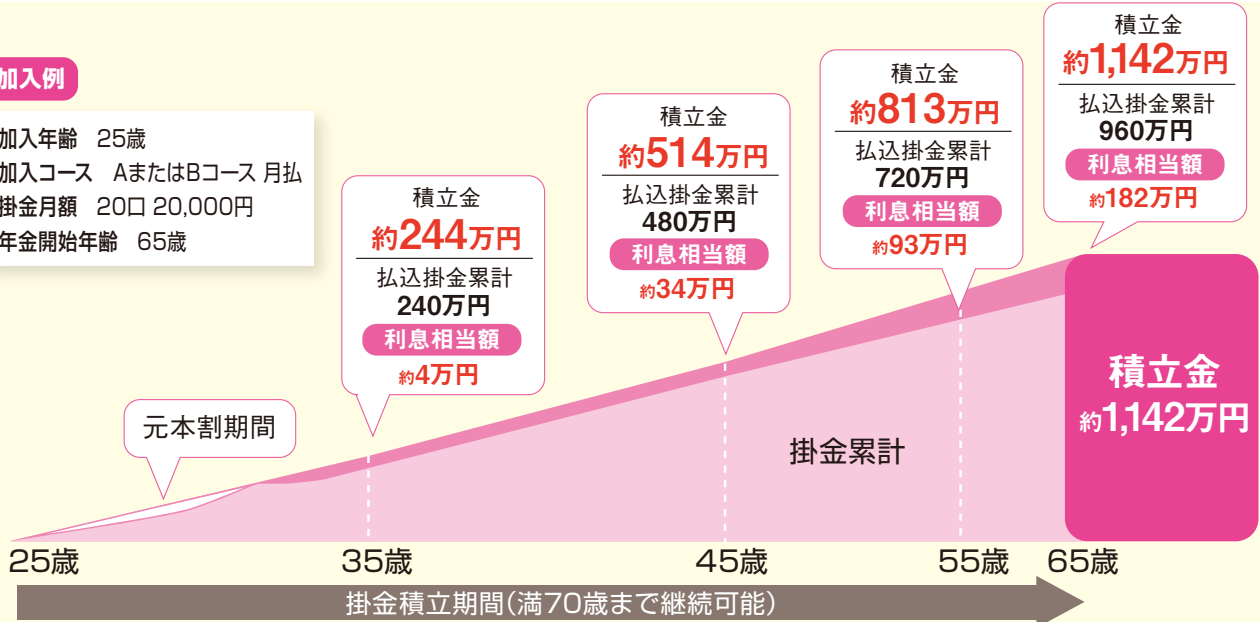 加入例
加入年齢 25歳
加入コース AまたはBコース 月払
掛金月額 20口 20,000円
年金開始年齢 65歳
元本割期間
積立金
約244万円
払込掛金累計
240万円
利息相当額
約4万円
積立金
約514万円
払込掛金累計
480万円
利息相当額
約34万円
積立金
約813万円
払込掛金累計
720万円
利息相当額
約93万円
積立金
約1,142万円
払込掛金累計
960万円
利息相当額
約182万円
掛金累計
積立金
約1,142万円
25歳 35歳 45歳 55歳 65歳
掛金積立期間(満70歳まで継続可能)